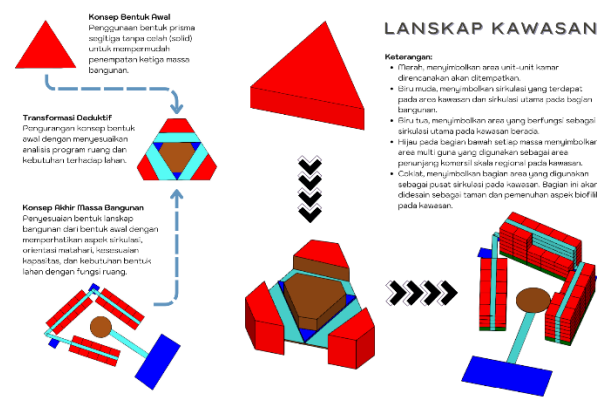 Konsep Bentuk Awal
Penggunaan bentuk prisma
segitiga tanpa celah (solid)
untuk mempermudah
penempatan ketiga massa
bangunan.
Transformasi Deduktif
Pengurangan konsep bentuk
awal dengan menyesuaikan
analisis program ruang dan
kebutuhan terhadap lahan.
Konsep Akhir Massa Bangunan
Penyesuaian bentuk lanskap
bangunan dari bentuk awal dengan
memperhatikan aspek sirkulasi,
orientasi matahari, kesesuaian
kapasitas, dan kebutuhan bentuk
lahan dengan fungsi ruang.
LANSKAP KAWASAN
Keterangan:
• Merah, menyimbolkan area unit-unit kamar
direncanakan akan ditempatkan.
• Biru muda, menyimbolkan sirkulasi yang terdapat
pada area kawasan dan sirkulasi utama pada bagian
bangunan.
• Biru tua, menyimbolkan area yang berfungsi sebagai
sirkulasi utama pada kawasan berada.
• Hijau pada bagian bawah setiap massa menyimbolkan
area multi guna yang digunakan sebagai area
penunjang komersil skala regional pada kawasan.
• Coklat, menyimbolkan bagian area yang digunakan
sebagai pusat sirkulasi pada kawasan. Bagian ini akan
didesain sebagai taman dan pemenuhan aspek biofilil
pada kawasan.